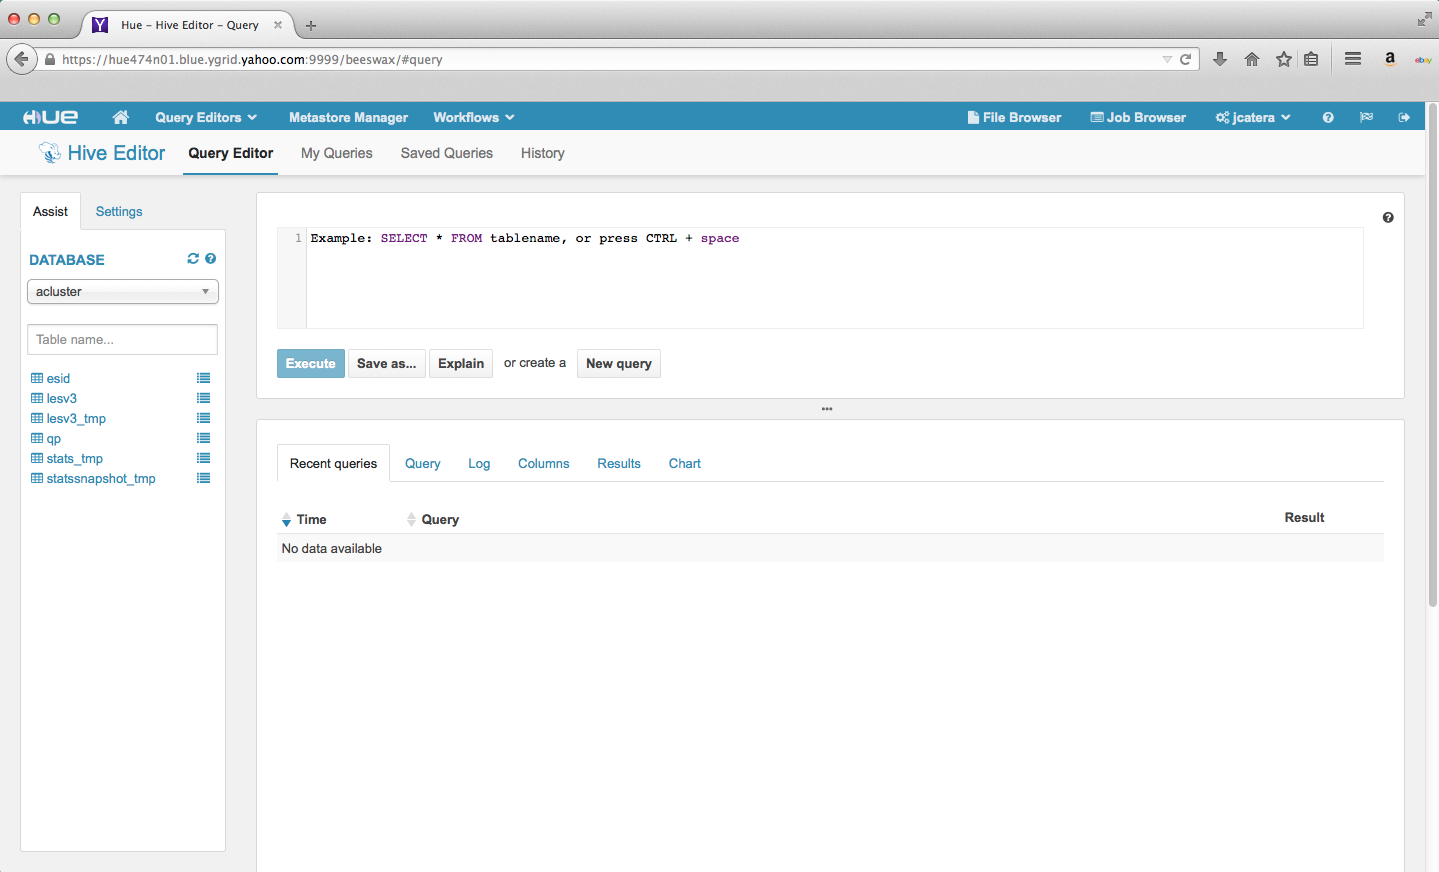 Hue – Hive Editor – Query
https://hue474n01.blue.ygrid.yahoo.com:9999/beeswax/#query
a
ebay
HUE
Query Editors
Metastore Manager
Workflows
File Browser
Job Browser
jcatera
Hive Editor
Query Editor
My Queries
Saved Queries
History
Assist
Settings
DATABASE
acluster
Table name...
esid
lesv3
lesv3_tmp
qp
stats_tmp
statssnapshot_tmp
1 Example: SELECT * FROM tablename, or press CTRL + space
Execute
Save as...
Explain
or create a
New query
Recent queries
Query
Log
Columns
Results
Chart
Time
Query
Result
No data available